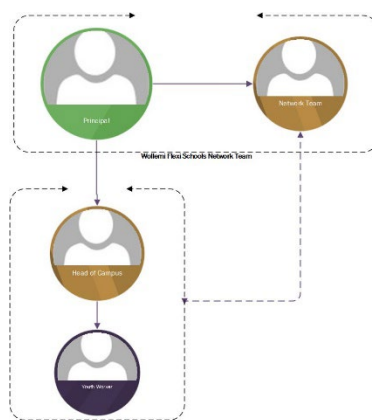 Principal
Network Team
Wollemi Flexi Schools Network Team
Head of Campus
Youth Worker